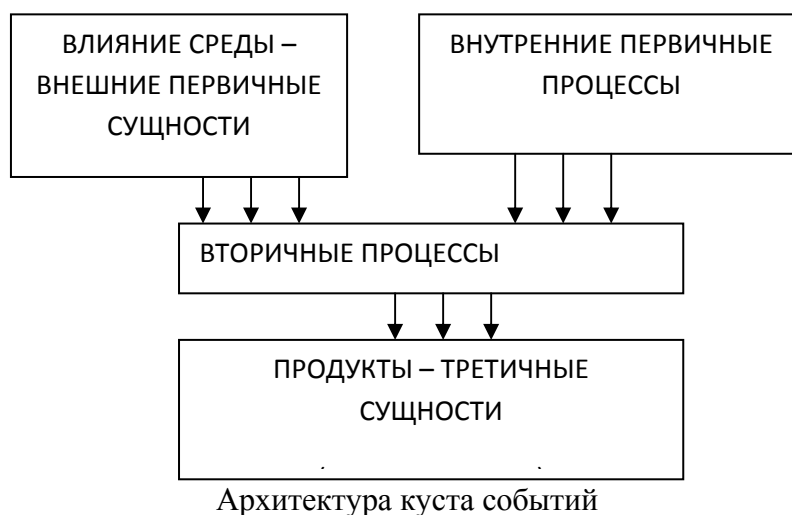 ВЛИЯНИЕ СРЕДЫ –
ВНЕШНИЕ ПЕРВИЧНЫЕ
СУЩНОСТИ
ВНУТРЕННИЕ ПЕРВИЧНЫЕ
ПРОЦЕССЫ
ВТОРИЧНЫЕ ПРОЦЕССЫ
ПРОДУКТЫ – ТРЕТИЧНЫЕ
СУЩНОСТИ
Архитектура куста событий